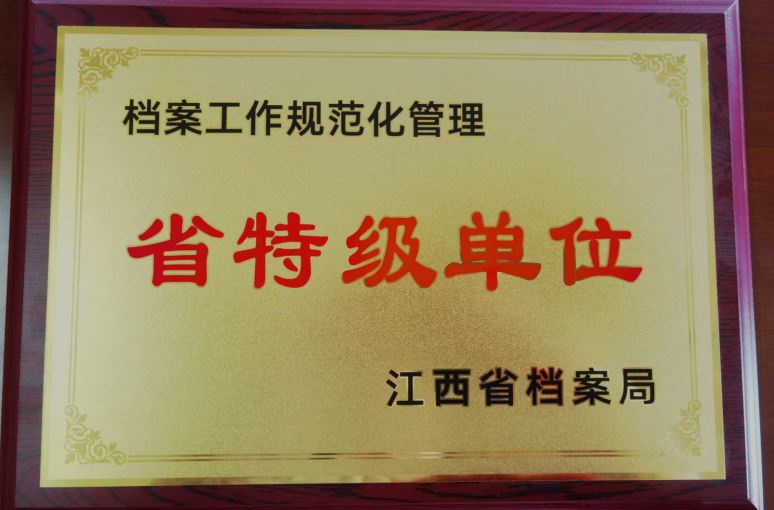 档案工作规范化管理
省特级单位
江西省档案局